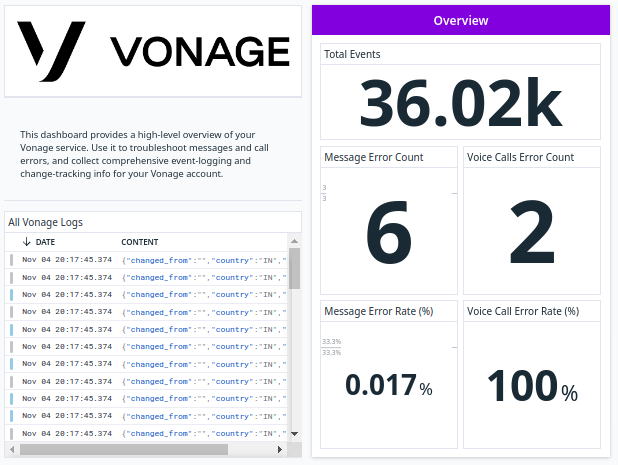 VONAGE
This dashboard provides a high-level overview of your
Vonage service. Use it to troubleshoot messages and call
errors, and collect comprehensive event-logging and
change-tracking info for your Vonage account.
All Vonage Logs
DATE CONTENT
Nov 04 20:17:45.374 {"changed_from":"","country":"IN","
Nov 04 20:17:45.374 {"changed_from":"","country":"IN","
Nov 04 20:17:45.374 {"changed_from":"","country":"IN","
Nov 04 20:17:45.374 {"changed_from":"","country":"IN","
Nov 04 20:17:45.374 {"changed_from":"","country":"IN","
Nov 04 20:17:45.374 {"changed_from":"","country":"IN","
Nov 04 20:17:45.374 {"changed_from":"","country":"IN","
Nov 04 20:17:45.374 {"changed_from":"","country":"IN","
Nov 04 20:17:45.374 {"changed_from":"","country":"IN","
Nov 04 20:17:45.374 {"changed_from":"","country":"IN","
Nov 04 20:17:45.374 {"changed_from":"","country":"IN","
Overview
Total Events
36.02k
Message Error Count
3
3
6
Voice Calls Error Count
2
Message Error Rate (%)
33.3%
33.3%
0.017%
Voice Call Error Rate (%)
100%